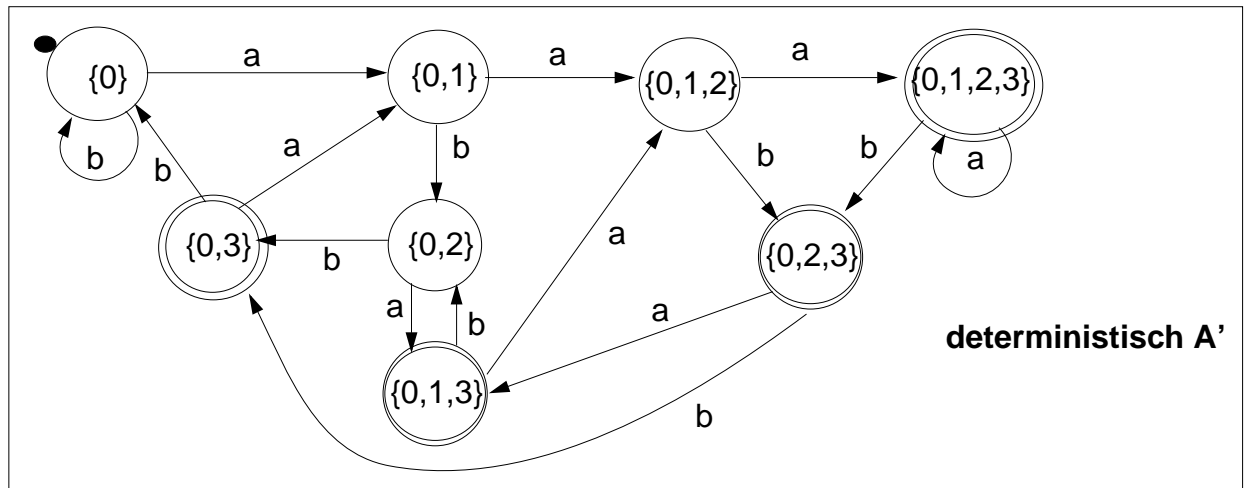 a
a
a
{0}
{0,1}
{0,1,2}
{0,1,2,3}
b
b
a
b
b
b
a
{0,3}
b
{0,2}
a
{0,2,3}
a
b
a
deterministisch A’
{0,1,3}
b